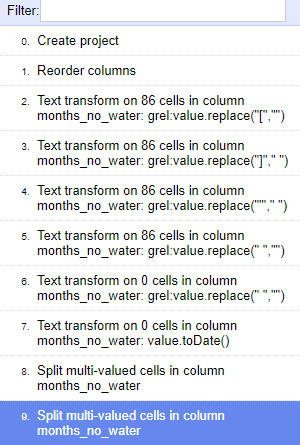 Filter:
0. Create project
1. Reorder columns
2. Text transform on 86 cells in column
months_no_water: grel:value.replace("[","")
3. Text transform on 86 cells in column
months_no_water: grel:value.replace("]"," ")
4. Text transform on 86 cells in column
months_no_water: grel:value.replace("'"," ")
5. Text transform on 86 cells in column
months_no_water: grel:value.replace(" ","")
6. Text transform on 0 cells in column
months_no_water: grel:value.replace(" ","")
7. Text transform on 0 cells in column
months_no_water: value.toDate()
8. Split multi-valued cells in column
months_no_water
9. Split multi-valued cells in column
months_no_water